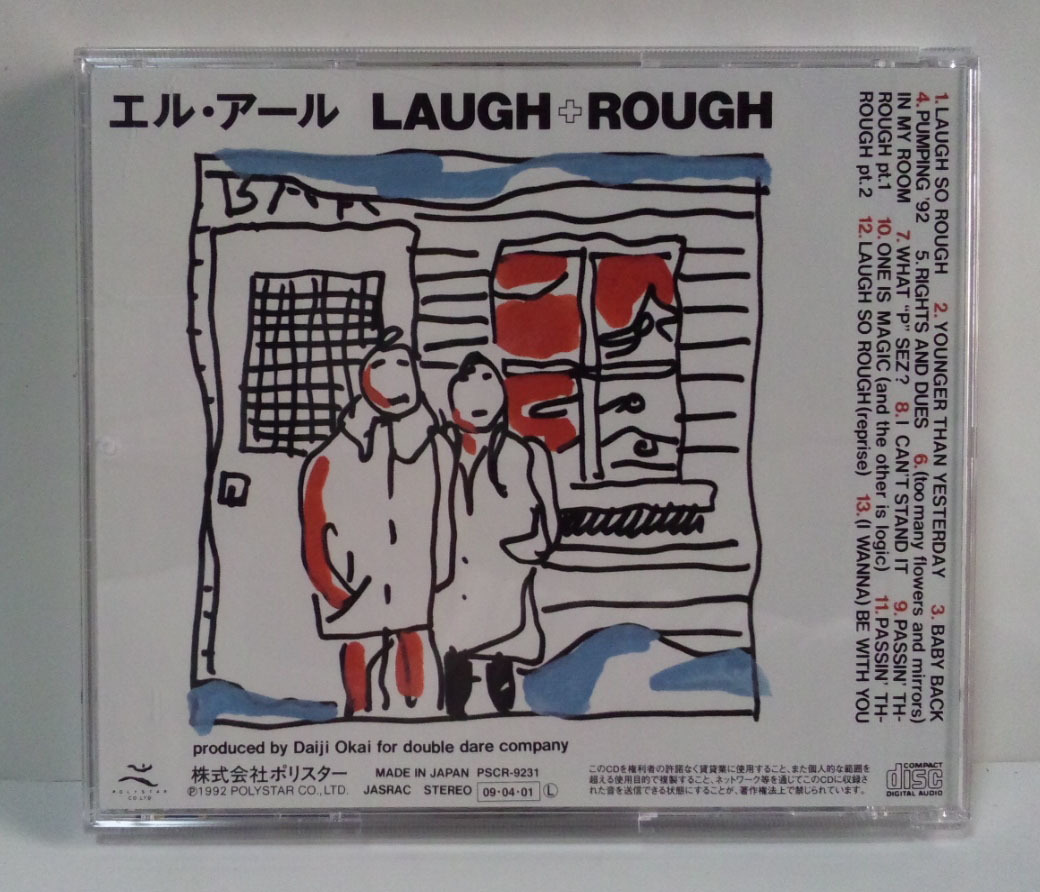 エル・アール LAUGH+ROUGH
BAR
1. LAUGH SO ROUGH 2. YOUNGER THAN YESTERDAY 3. BABY BACK
4. PUMPING '92 5. RIGHTS AND DUES 6. (too many flowers and mirrors)
IN MY ROOM 7. WHAT "P" SEZ? 8. I CAN'T STAND IT 9. PASSIN' TH-
ROUGH pt.1 10. ONE IS MAGIC (and the other is logic) 11. PASSIN' TH-
ROUGH pt.2 12. LAUGH SO ROUGH (reprise) 13. (I WANNA) BE WITH YOU
produced by Daiji Okai for double dare company
POLYSTAR
CO.LTD.
株式会社ポリスター
℗1992 POLYSTAR CO., LTD.
MADE IN JAPAN PSCR-9231
JASRAC STEREO 09・04・01 Ⓛ
このCDを権利者の許諾なく賃貸業に使用すること、また個人的な範囲を
超える使用目的で複製すること、ネットワーク等を通じてこのCDに収録され
た音を送信できる状態にすることが、著作権法上で禁じられています。
COMPACT
disc
DIGITAL AUDIO